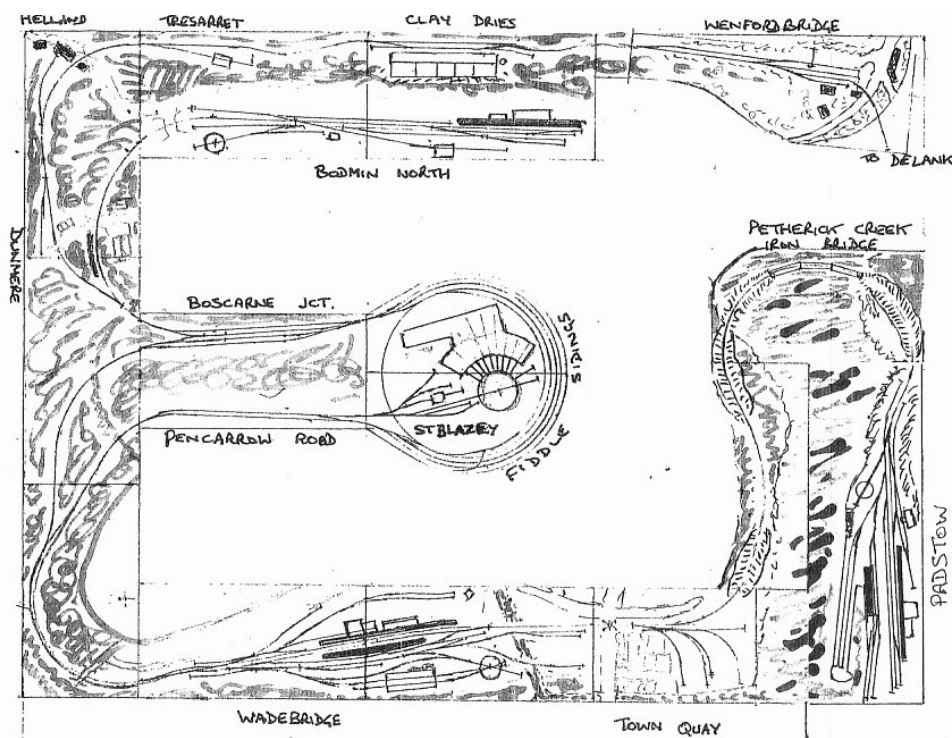 HELLAND
TRESARRET
CLAY DRIES
WENFORDBRIDGE
TO DELANK
BODMIN NORTH
DUNMERE
PETHERICK CREEK
IRON BRIDGE
BOSCARNE JCT.
SIDINGS
ST BLAZEY
FIDDLE
PENCARROW ROAD
PADSTOW
WADEBRIDGE
TOWN QUAY